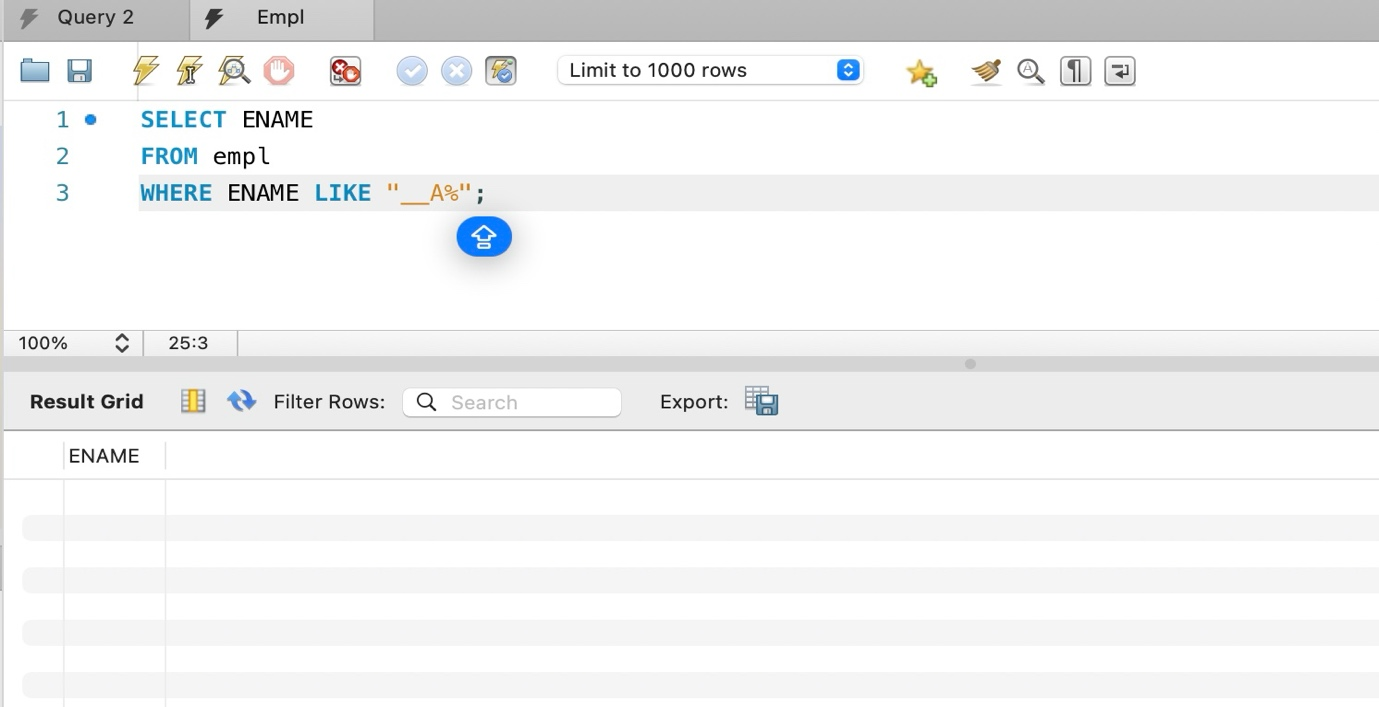 Query 2
Empl
Limit to 1000 rows
1 SELECT ENAME
2 FROM empl
3 WHERE ENAME LIKE "__A%";
100% 25:3
Result Grid Filter Rows: Search Export:
ENAME